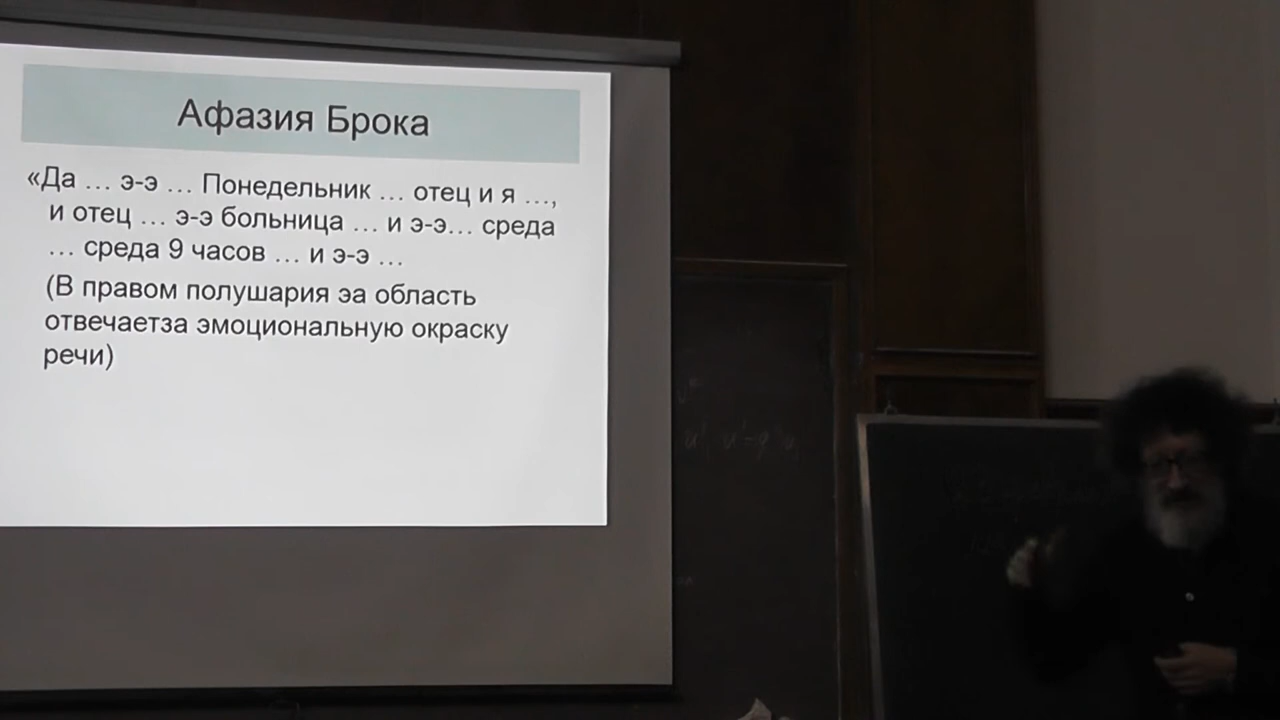 Афазия Брока
«Да … э-э … Понедельник … отец и я …,
и отец … э-э больница … и э-э… среда
… среда 9 часов … и э-э …
(В правом полушария эа область
отвечаетза эмоциональную окраску
речи)